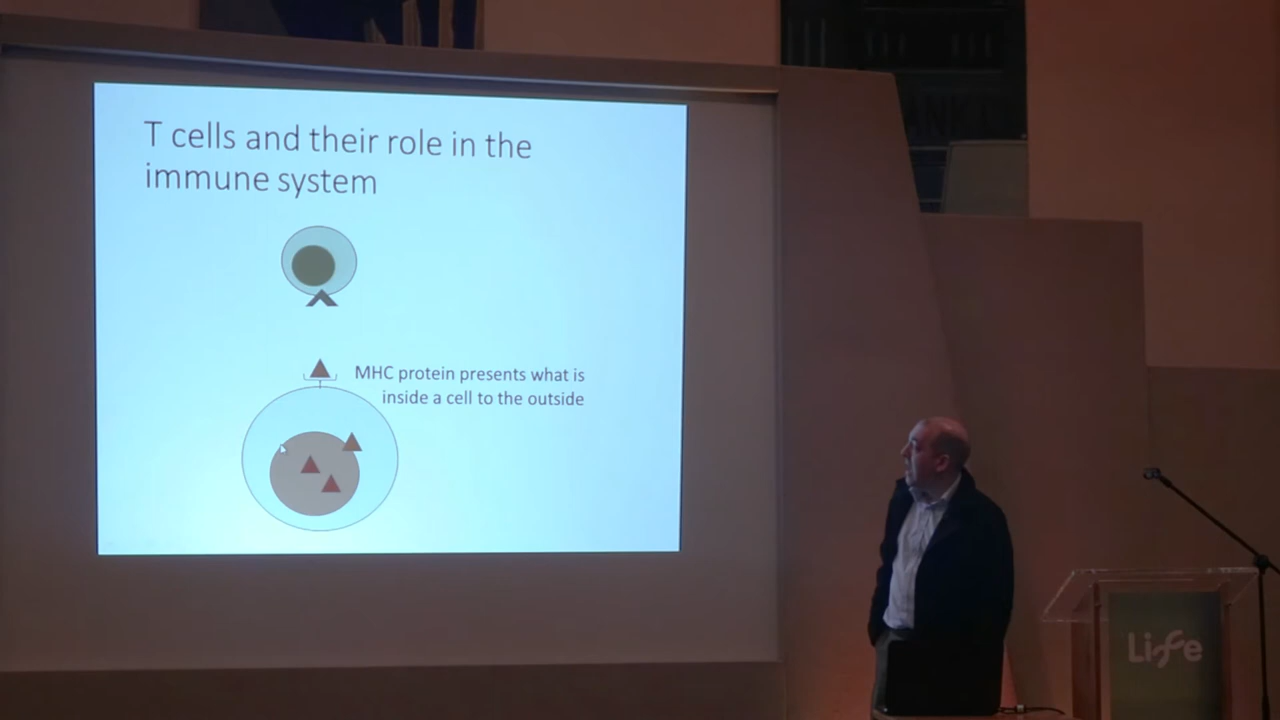 T cells and their role in the
immune system
MHC protein presents what is
inside a cell to the outside
Life